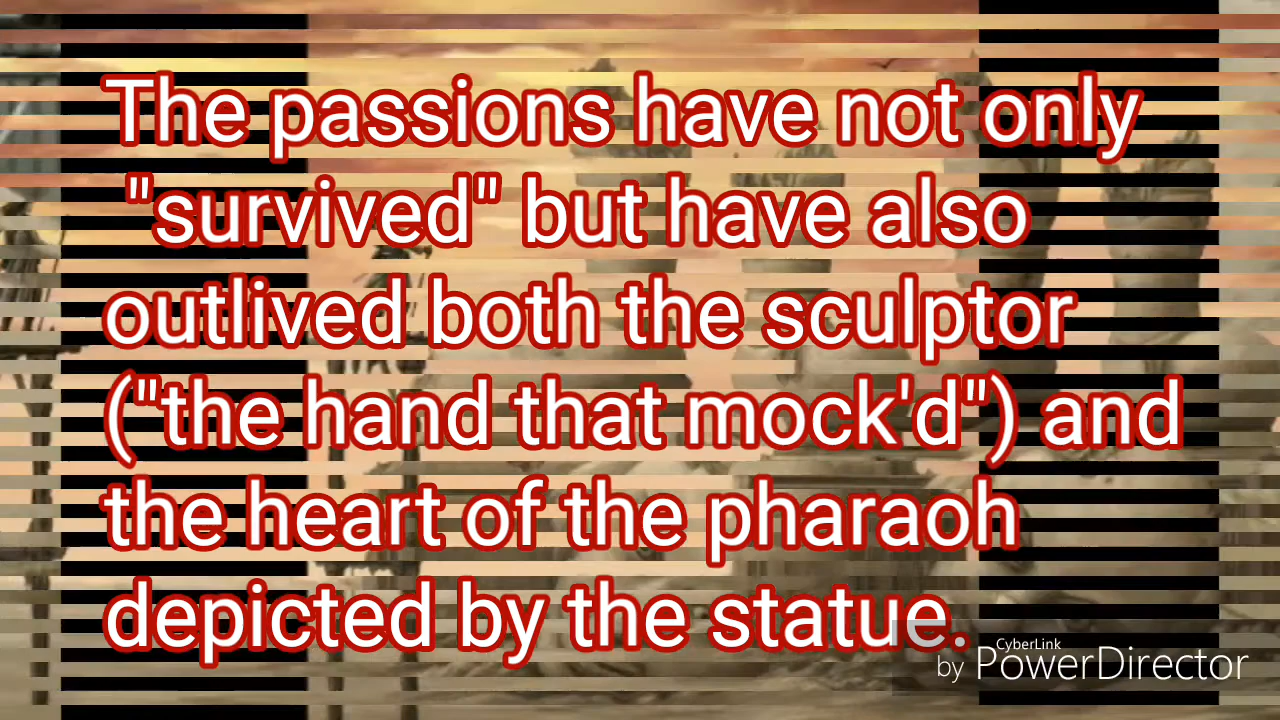 The passions have not only
"survived" but have also
outlived both the sculptor
("the hand that mock'd") and
the heart of the pharaoh
depicted by the statue.
CyberLink
by PowerDirector